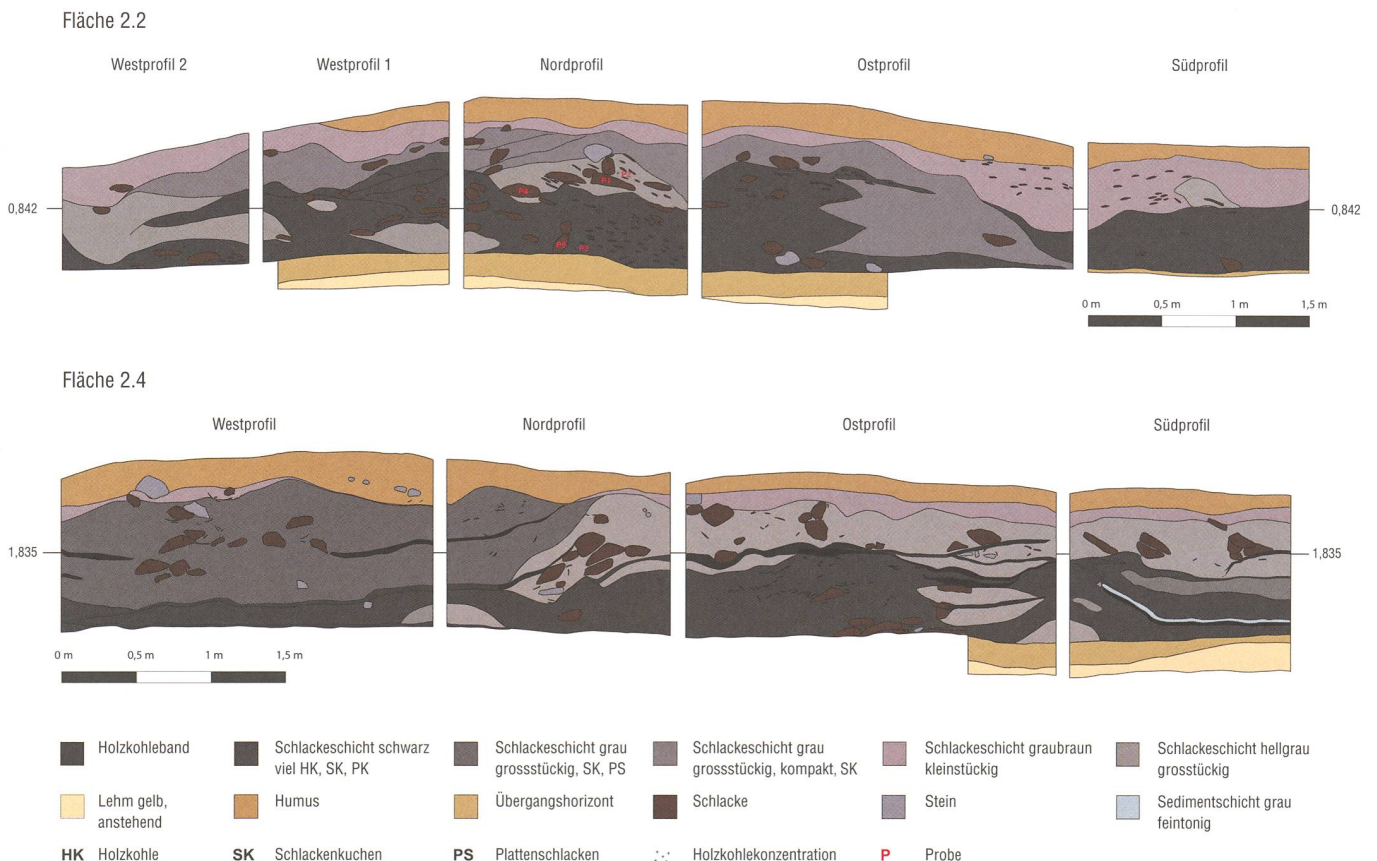 Fläche 2.2
Westprofil 2
Westprofil 1
Nordprofil
Ostprofil
Südprofil
0,842
0,842
P4
0 m
0,5 m
1 m
1,5 m
Fläche 2.4
Westprofil
Nordprofil
Ostprofil
Südprofil
1,835
1,835
0 m
0,5 m
1 m
1,5 m
Holzkohleband
Schlackeschicht schwarz
viel HK, SK, PK
Schlackeschicht grau
grossstückig, SK, PS
Schlackeschicht grau
grossstückig, kompakt, SK
Schlackeschicht graubraun
kleinstückig
Schlackeschicht hellgrau
grosstückig
Lehm gelb,
anstehend
Humus
Übergangshorizont
Schlacke
Stein
Sedimentschicht grau
feintonig
HK Holzkohle
SK Schlackenkuchen
PS Plattenschlacken
Holzkohlekonzentration
P Probe